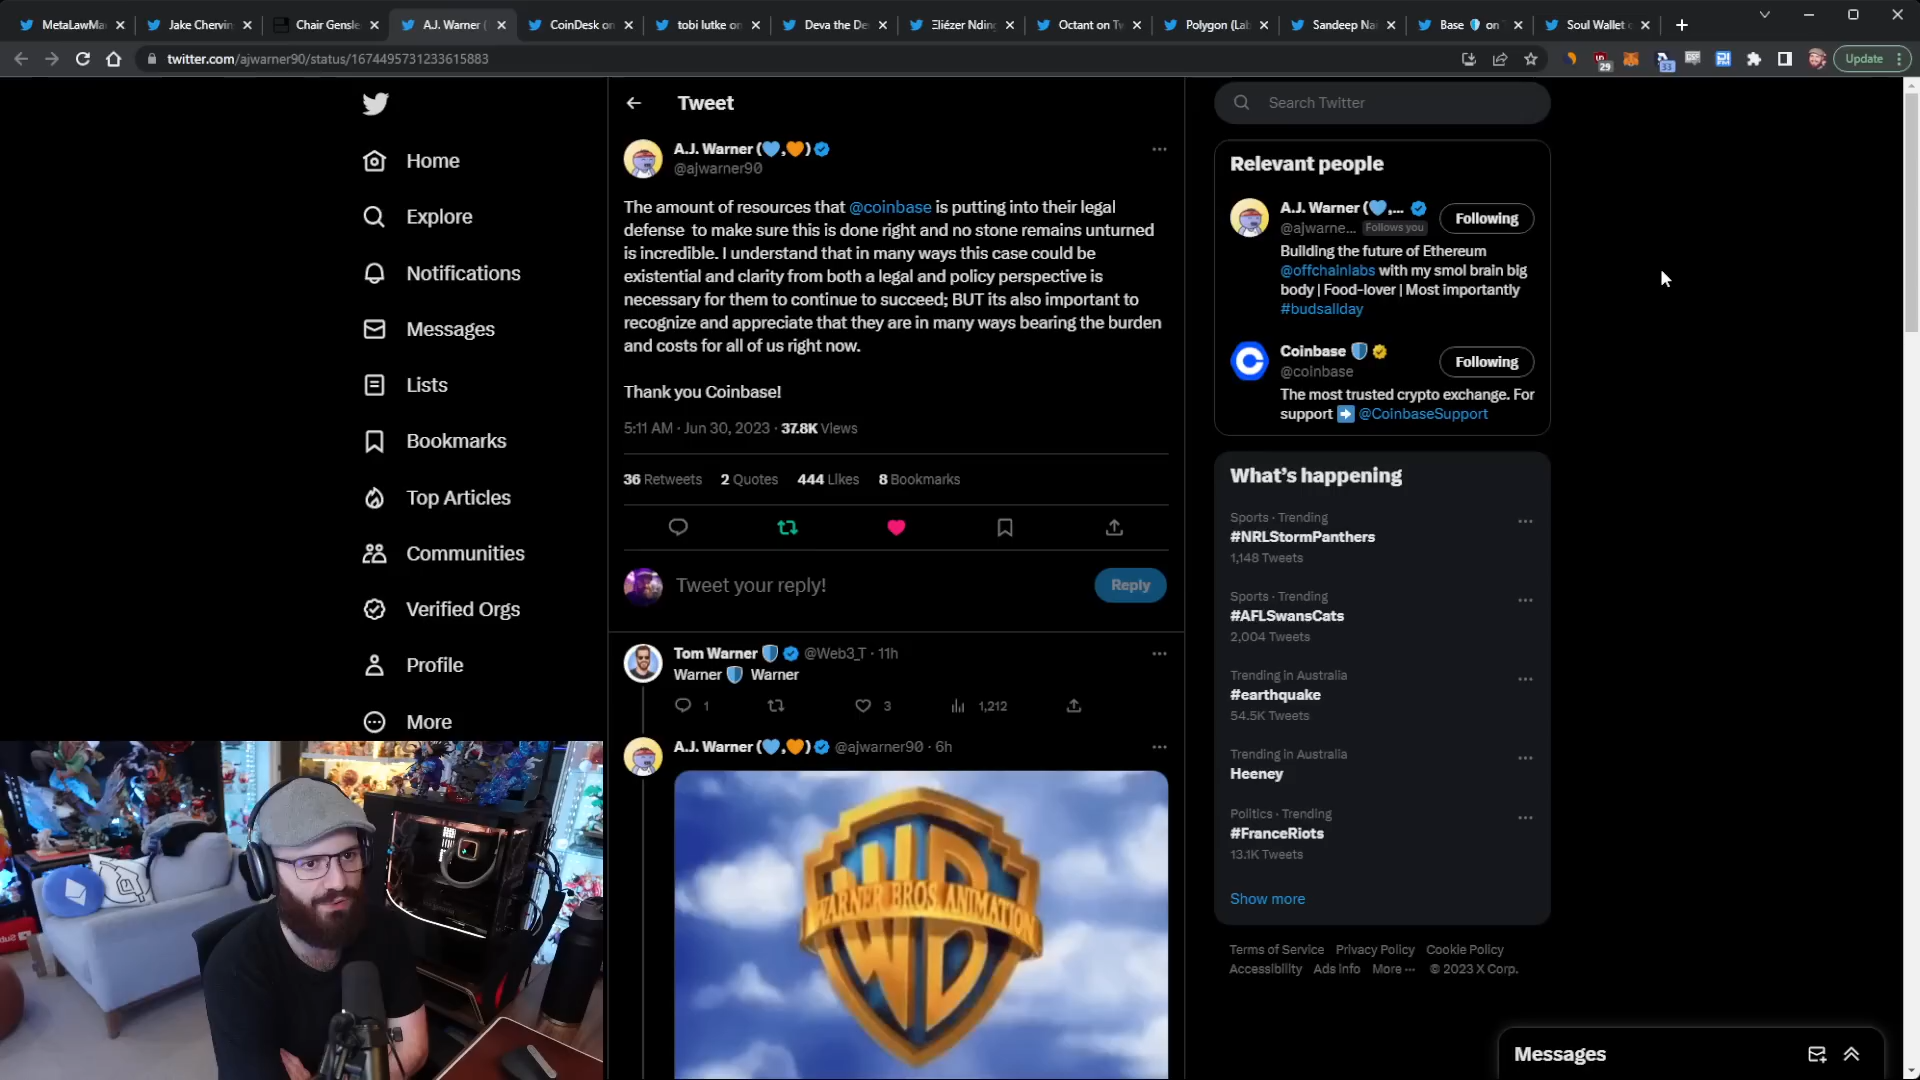 MetaLawMa
Jake Chervin
Chair Gensle
A.J. Warner (
CoinDesk on
tobi lutke on
Deva the De
Eliézer Nding
Octant on Tw
Polygon (Lab
Sandeep Nai
Base 🛡️ on
Soul Wallet
twitter.com/ajwarner90/status/1674495731233615883
29
33
Update
Home
Explore
Notifications
Messages
Lists
Bookmarks
Top Articles
Communities
Verified Orgs
Profile
More
Tweet
A.J. Warner (💙,🧡)
@ajwarner90
The amount of resources that @coinbase is putting into their legal
defense to make sure this is done right and no stone remains unturned
is incredible. I understand that in many ways this case could be
existential and clarity from both a legal and policy perspective is
necessary for them to continue to succeed; BUT its also important to
recognize and appreciate that they are in many ways bearing the burden
and costs for all of us right now.
Thank you Coinbase!
5:11 AM · Jun 30, 2023 · 37.8K Views
36 Retweets 2 Quotes 444 Likes 8 Bookmarks
Tweet your reply!
Reply
Tom Warner 🛡️ @Web3_T · 11h
Warner 🛡️ Warner
1 3 1,212
A.J. Warner (💙,🧡) @ajwarner90 · 6h
WARNER BROS ANIMATION
Search Twitter
Relevant people
A.J. Warner (💙,...
@ajwarne... Follows you
Following
Building the future of Ethereum
@offchainlabs with my smol brain big
body | Food-lover | Most importantly
#budsallday
Coinbase 🛡️
@coinbase
Following
The most trusted crypto exchange. For
support ➡️ @CoinbaseSupport
What's happening
Sports · Trending
#NRLStormPanthers
1,148 Tweets
Sports · Trending
#AFLSwansCats
2,004 Tweets
Trending in Australia
#earthquake
54.5K Tweets
Trending in Australia
Heeney
Politics · Trending
#FranceRiots
13.1K Tweets
Show more
Terms of Service Privacy Policy Cookie Policy
Accessibility Ads info More ··· © 2023 X Corp.
Messages